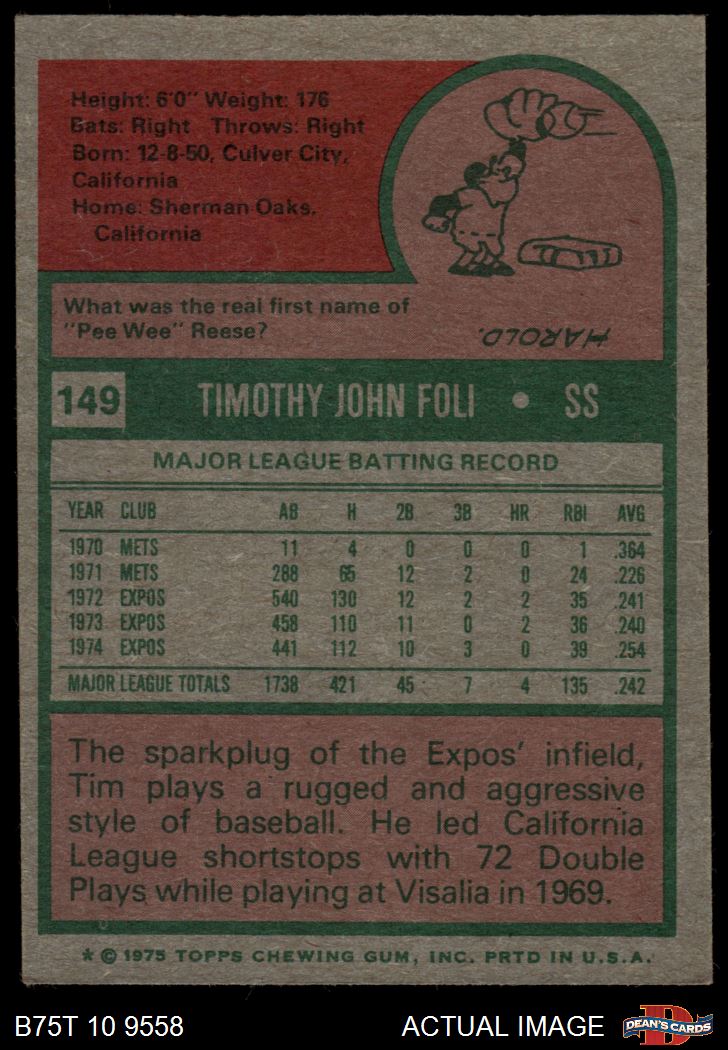 Height: 6'0" Weight: 176
Bats: Right Throws: Right
Born: 12-8-50, Culver City,
California
Home: Sherman Oaks,
California
What was the real first name of
"Pee Wee" Reese?
HAROLD.
149 TIMOTHY JOHN FOLI • SS
MAJOR LEAGUE BATTING RECORD
YEAR CLUB AB H 2B 3B HR RBI AVG
1970 METS 11 4 0 0 0 1 .364
1971 METS 288 65 12 2 0 24 .226
1972 EXPOS 540 130 12 2 2 35 .241
1973 EXPOS 458 110 11 0 2 36 .240
1974 EXPOS 441 112 10 3 0 39 .254
MAJOR LEAGUE TOTALS 1738 421 45 7 4 135 .242
The sparkplug of the Expos' infield,
Tim plays a rugged and aggressive
style of baseball. He led California
League shortstops with 72 Double
Plays while playing at Visalia in 1969.
* © 1975 TOPPS CHEWING GUM, INC. PRTD IN U.S.A.
B75T 10 9558 ACTUAL IMAGE DEAN'S CARDS